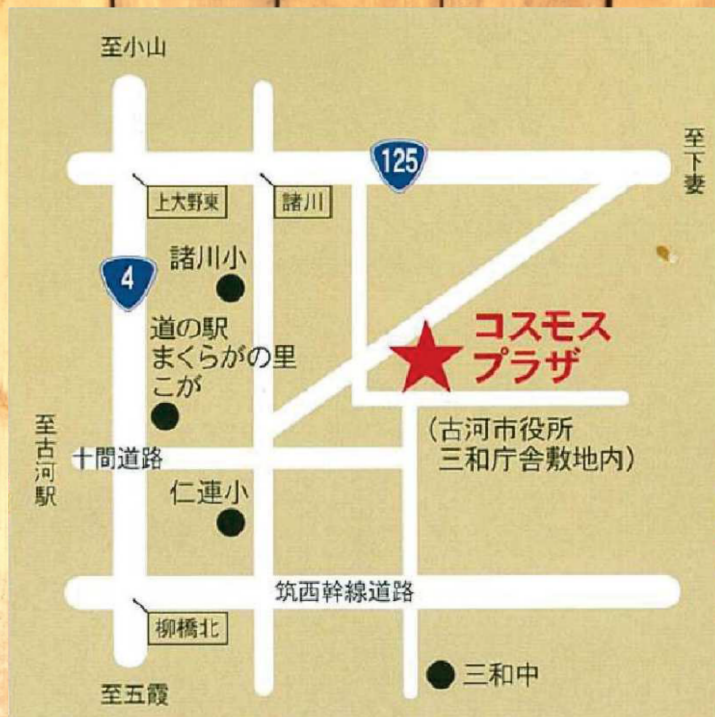 至小山
125
至下妻
上大野東
諸川
4
諸川小
道の駅
まくらがの里
こが
コスモス
プラザ
(古河市役所
三和庁舎敷地内)
至古河駅
十間道路
仁連小
筑西幹線道路
柳橋北
三和中
至五霞